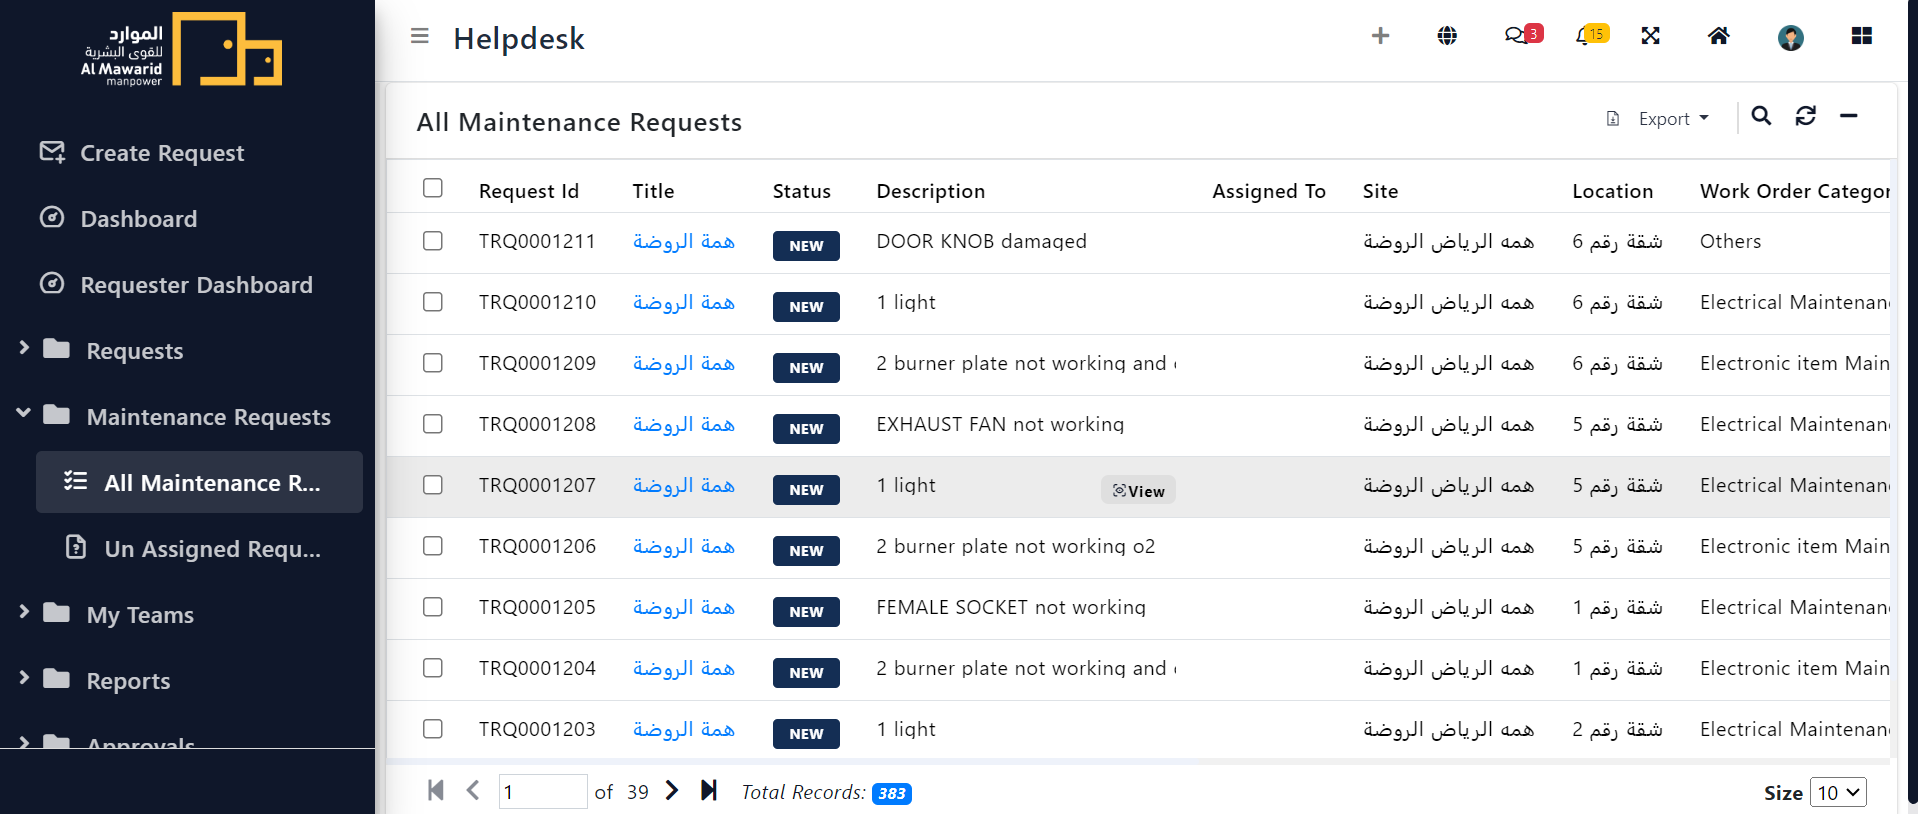 الموارد
للقوى البشرية
Al Mawarid
manpower
Create Request
Dashboard
Requester Dashboard
Requests
Maintenance Requests
All Maintenance R...
Un Assigned Requ...
My Teams
Reports
Approvals
Helpdesk
3
15
All Maintenance Requests
Export
Request Id Title Status Description Assigned To Site Location Work Order Categor
TRQ0001211 همة الروضة NEW DOOR KNOB damaged همه الرياض الروضة شقة رقم 6 Others
TRQ0001210 همة الروضة NEW 1 light همه الرياض الروضة شقة رقم 6 Electrical Maintenan
TRQ0001209 همة الروضة NEW 2 burner plate not working and همه الرياض الروضة شقة رقم 6 Electronic item Main
TRQ0001208 همة الروضة NEW EXHAUST FAN not working همه الرياض الروضة شقة رقم 5 Electrical Maintenan
TRQ0001207 همة الروضة NEW 1 light View همه الرياض الروضة شقة رقم 5 Electrical Maintenan
TRQ0001206 همة الروضة NEW 2 burner plate not working o2 همه الرياض الروضة شقة رقم 5 Electronic item Main
TRQ0001205 همة الروضة NEW FEMALE SOCKET not working همه الرياض الروضة شقة رقم 1 Electrical Maintenan
TRQ0001204 همة الروضة NEW 2 burner plate not working and همه الرياض الروضة شقة رقم 1 Electronic item Main
TRQ0001203 همة الروضة NEW 1 light همه الرياض الروضة شقة رقم 2 Electrical Maintenan
1 of 39 Total Records: 383 Size 10